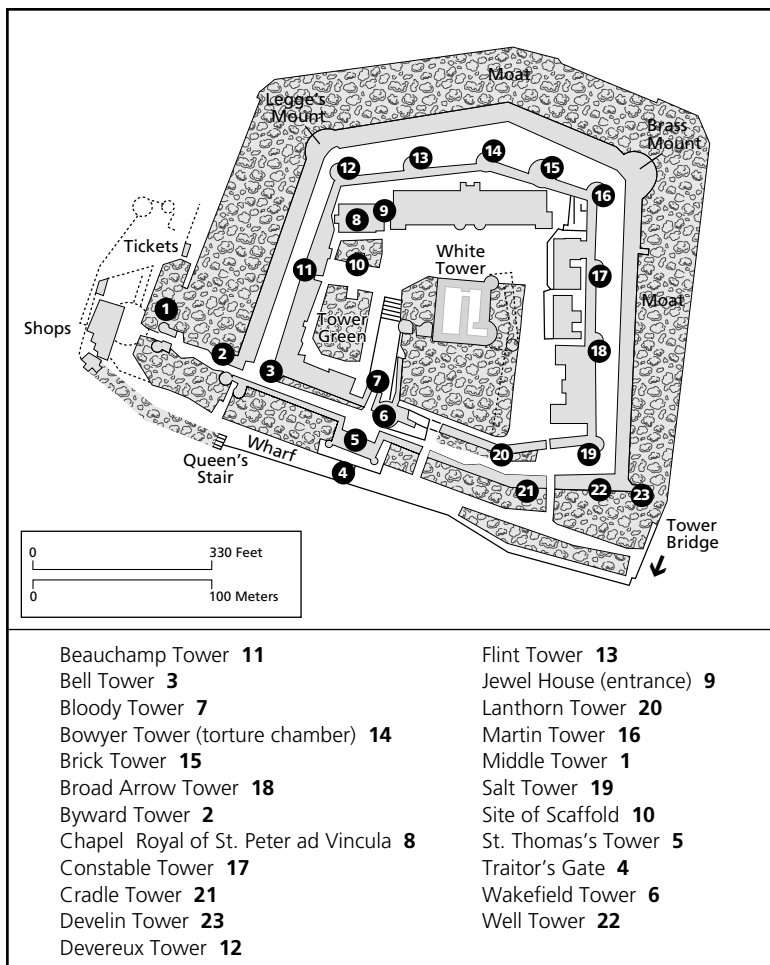 Moat
Legge's
Mount
Brass
Mount
14
13
15
12
16
9
8
10
White
Tower
Tickets
11
17
1
Tower
Green
Moat
Shops
2
18
3
7
6
5
Wharf
20
19
Queen's
Stair
4
21
22
23
Tower
Bridge
0
330 Feet
0
100 Meters
Beauchamp Tower 11
Bell Tower 3
Bloody Tower 7
Bowyer Tower (torture chamber) 14
Brick Tower 15
Broad Arrow Tower 18
Byward Tower 2
Chapel Royal of St. Peter ad Vincula 8
Constable Tower 17
Cradle Tower 21
Develin Tower 23
Devereux Tower 12
Flint Tower 13
Jewel House (entrance) 9
Lanthorn Tower 20
Martin Tower 16
Middle Tower 1
Salt Tower 19
Site of Scaffold 10
St. Thomas's Tower 5
Traitor's Gate 4
Wakefield Tower 6
Well Tower 22